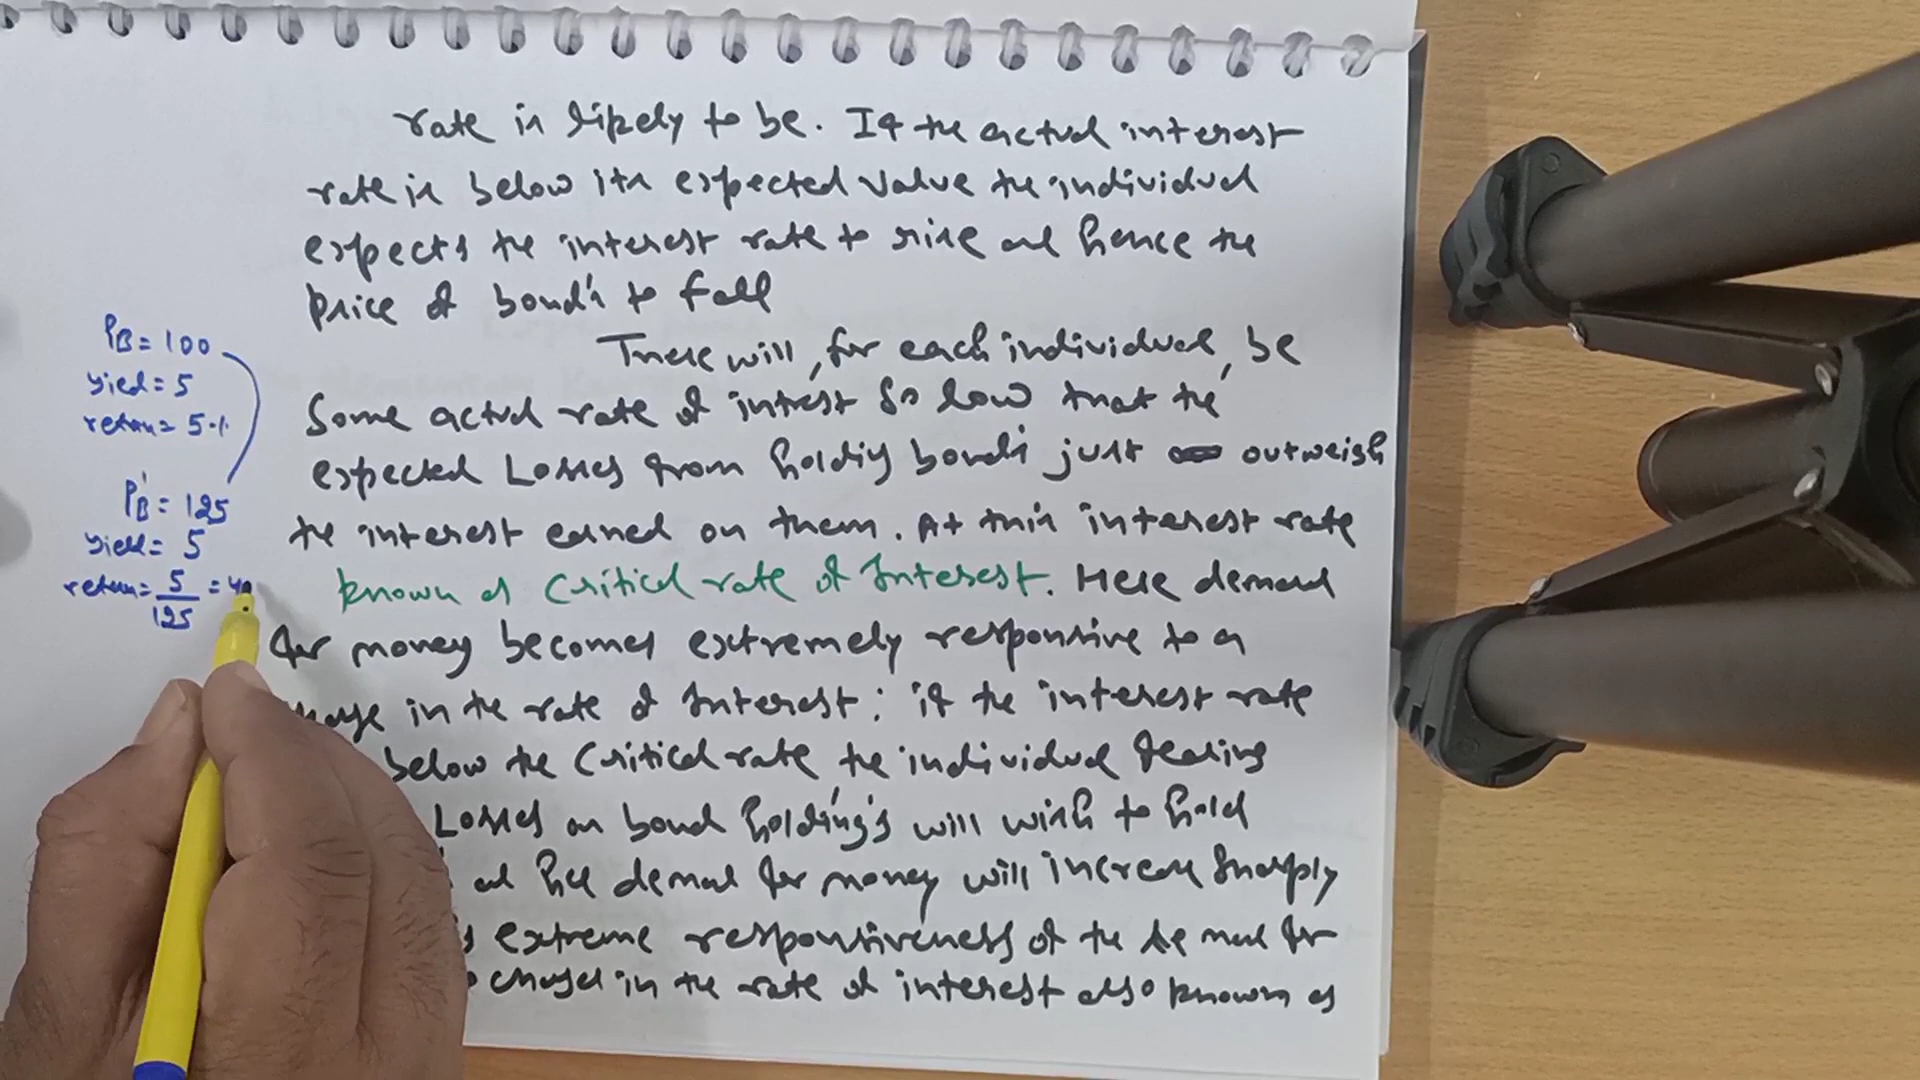 rate is likely to be. If the actual interest
rate is below its expected value the individual
expects the interest rate to rise and hence the
price of bonds to fall
There will, for each individual, be
Some actual rate of intrest so low that the
expected Losses from holding bonds just outweigh
the interest earned on them. At this interest rate
known as Critical rate of Interest. Here demand
for money becomes extremely responsive to a
in the rate of Interest: if the interest rate
below the Critical rate the individual fearing
Losses on bond holding's will wish to hold
and hence demand for money will increase sharply
extreme responsiveness of the demand for
changes in the rate of interest also known as
PB = 100
yield = 5
return = 5%
PB' = 125
yield = 5
return = 5/125 = 4